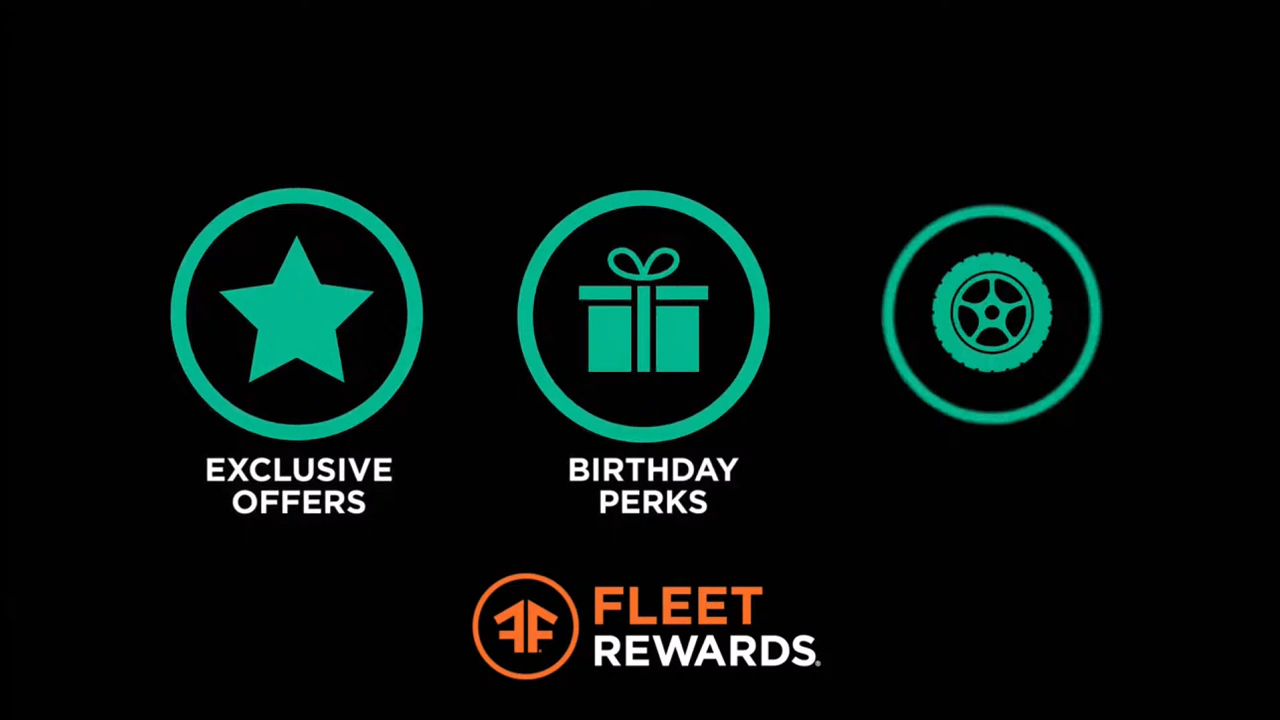 EXCLUSIVE
OFFERS
BIRTHDAY
PERKS
FLEET
REWARDS®